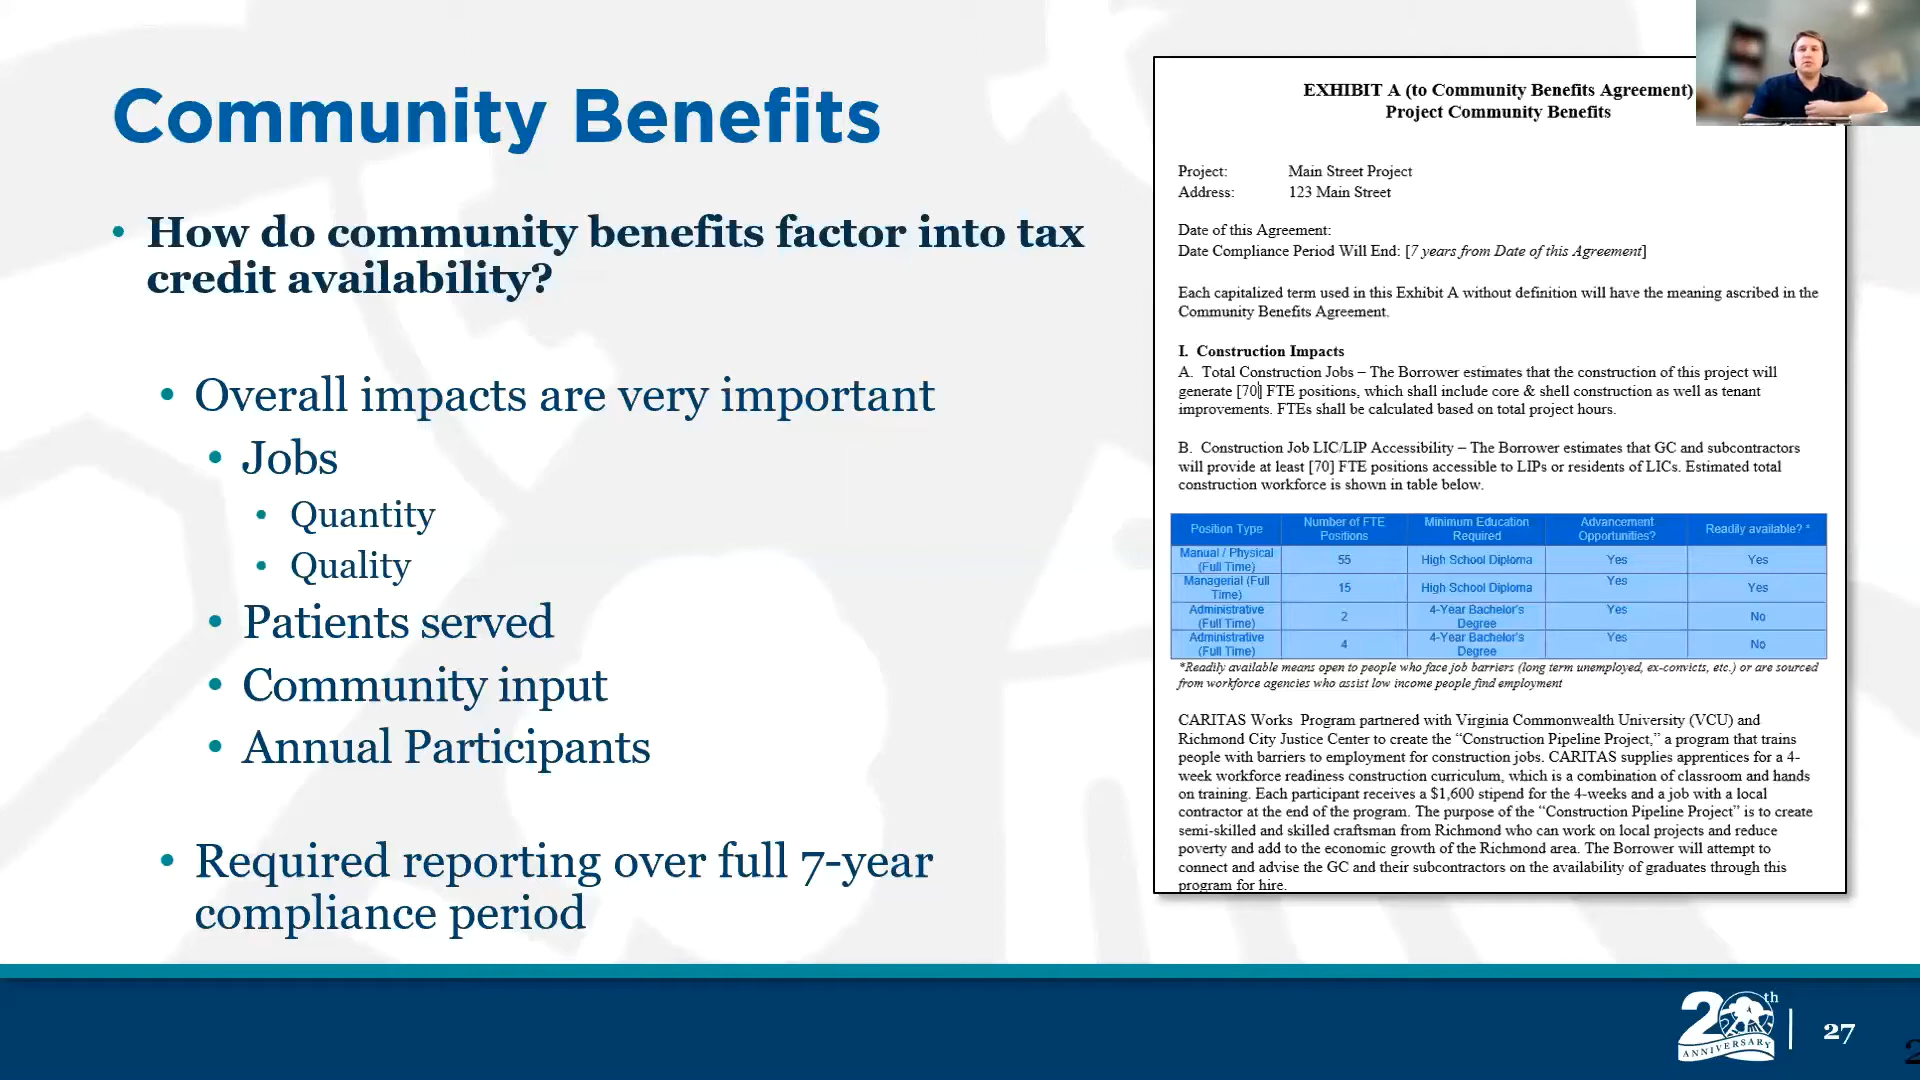 Community Benefits
• How do community benefits factor into tax
credit availability?
• Overall impacts are very important
• Jobs
• Quantity
• Quality
• Patients served
• Community input
• Annual Participants
• Required reporting over full 7-year
compliance period
EXHIBIT A (to Community Benefits Agreement)
Project Community Benefits
Project: Main Street Project
Address: 123 Main Street
Date of this Agreement:
Date Compliance Period Will End: [7 years from Date of this Agreement]
Each capitalized term used in this Exhibit A without definition will have the meaning ascribed in the
Community Benefits Agreement.
I. Construction Impacts
A. Total Construction Jobs – The Borrower estimates that the construction of this project will
generate [70] FTE positions, which shall include core & shell construction as well as tenant
improvements. FTEs shall be calculated based on total project hours.
B. Construction Job LIC/LIP Accessibility – The Borrower estimates that GC and subcontractors
will provide at least [70] FTE positions accessible to LIPs or residents of LICs. Estimated total
construction workforce is shown in table below.
Position Type Number of FTE Positions Minimum Education Required Advancement Opportunities? Readily available? *
Manual / Physical (Full Time) 55 High School Diploma Yes Yes
Managerial (Full Time) 15 High School Diploma Yes Yes
Administrative (Full Time) 2 4-Year Bachelor's Degree Yes No
Administrative (Full Time) 4 4-Year Bachelor's Degree Yes No
*Readily available means open to people who face job barriers (long term unemployed, ex-convicts, etc.) or are sourced
from workforce agencies who assist low income people find employment
CARITAS Works Program partnered with Virginia Commonwealth University (VCU) and
Richmond City Justice Center to create the “Construction Pipeline Project,” a program that trains
people with barriers to employment for construction jobs. CARITAS supplies apprentices for a 4-
week workforce readiness construction curriculum, which is a combination of classroom and hands
on training. Each participant receives a $1,600 stipend for the 4-weeks and a job with a local
contractor at the end of the program. The purpose of the “Construction Pipeline Project” is to create
semi-skilled and skilled craftsman from Richmond who can work on local projects and reduce
poverty and add to the economic growth of the Richmond area. The Borrower will attempt to
connect and advise the GC and their subcontractors on the availability of graduates through this
program for hire.
20th
ANNIVERSARY
27